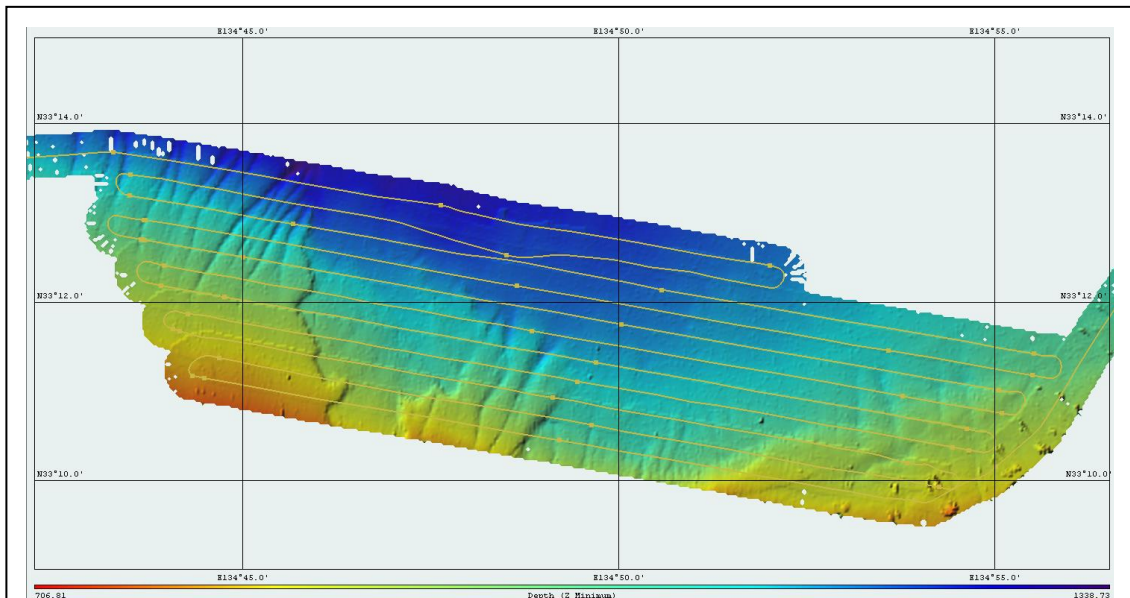 E134°45.0' E134°50.0' E134°55.0'
N33°14.0' N33°14.0'
N33°12.0' N33°12.0'
N33°10.0' N33°10.0'
E134°45.0' E134°50.0' E134°55.0'
706.81 Depth (Z Minimum) 1338.73